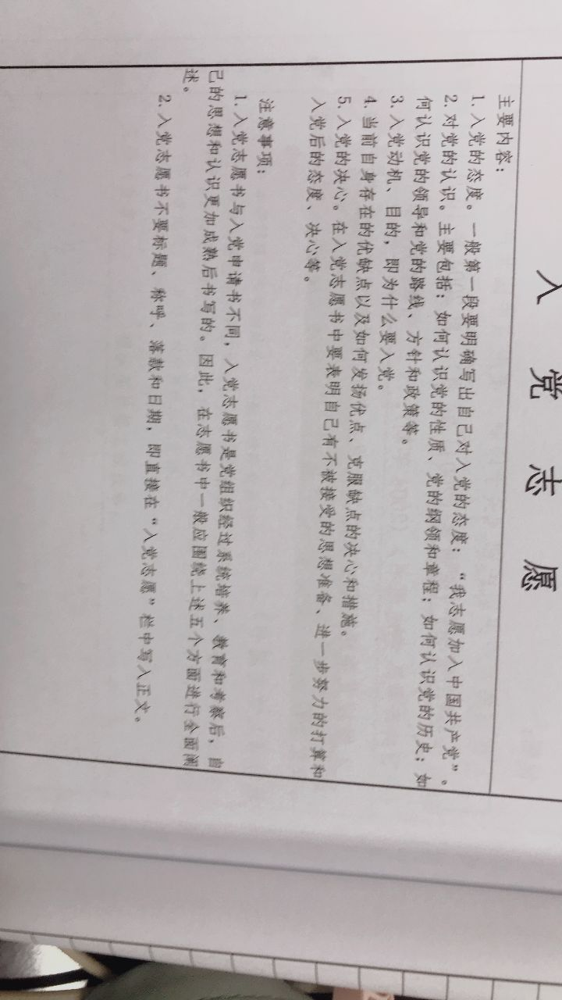 入党志愿
主要内容：
1. 入党的态度。一般第一段要明确写出自己对入党的态度：“我志愿加入中国共产党”。
2. 对党的认识。主要包括：如何认识党的性质、党的纲领和章程；如何认识党的历史；如
何认识党的领导和党的路线、方针和政策等。
3. 入党动机、目的，即为什么要入党。
4. 当前自身存在的优缺点以及如何发扬优点、克服缺点的决心和措施。
5. 入党的决心。在入党志愿书中要表明自己有不被接受的思想准备、进一步努力的打算和
入党后的态度、决心等。
注意事项：
1. 入党志愿书与入党申请书不同，入党志愿书是党组织经过系统培养、教育和考察后，自
己的思想和认识更加成熟后书写的。因此，在志愿书中一般应围绕上述五个方面进行全面阐
述。
2. 入党志愿书不要标题、称呼、落款和日期，即直接在“入党志愿”栏中写入正文。